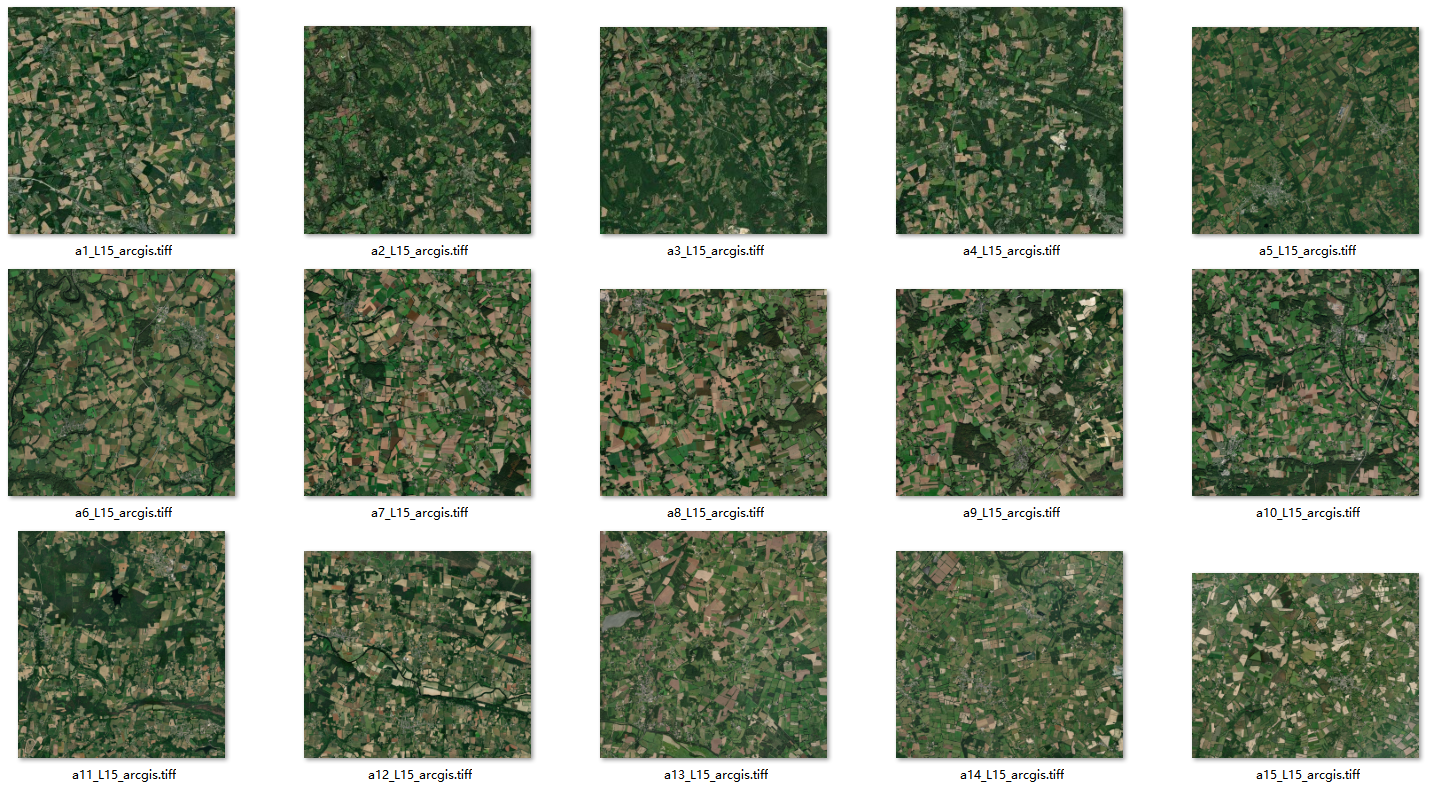 a1_L15_arcgis.tiff
a2_L15_arcgis.tiff
a3_L15_arcgis.tiff
a4_L15_arcgis.tiff
a5_L15_arcgis.tiff
a6_L15_arcgis.tiff
a7_L15_arcgis.tiff
a8_L15_arcgis.tiff
a9_L15_arcgis.tiff
a10_L15_arcgis.tiff
a11_L15_arcgis.tiff
a12_L15_arcgis.tiff
a13_L15_arcgis.tiff
a14_L15_arcgis.tiff
a15_L15_arcgis.tiff